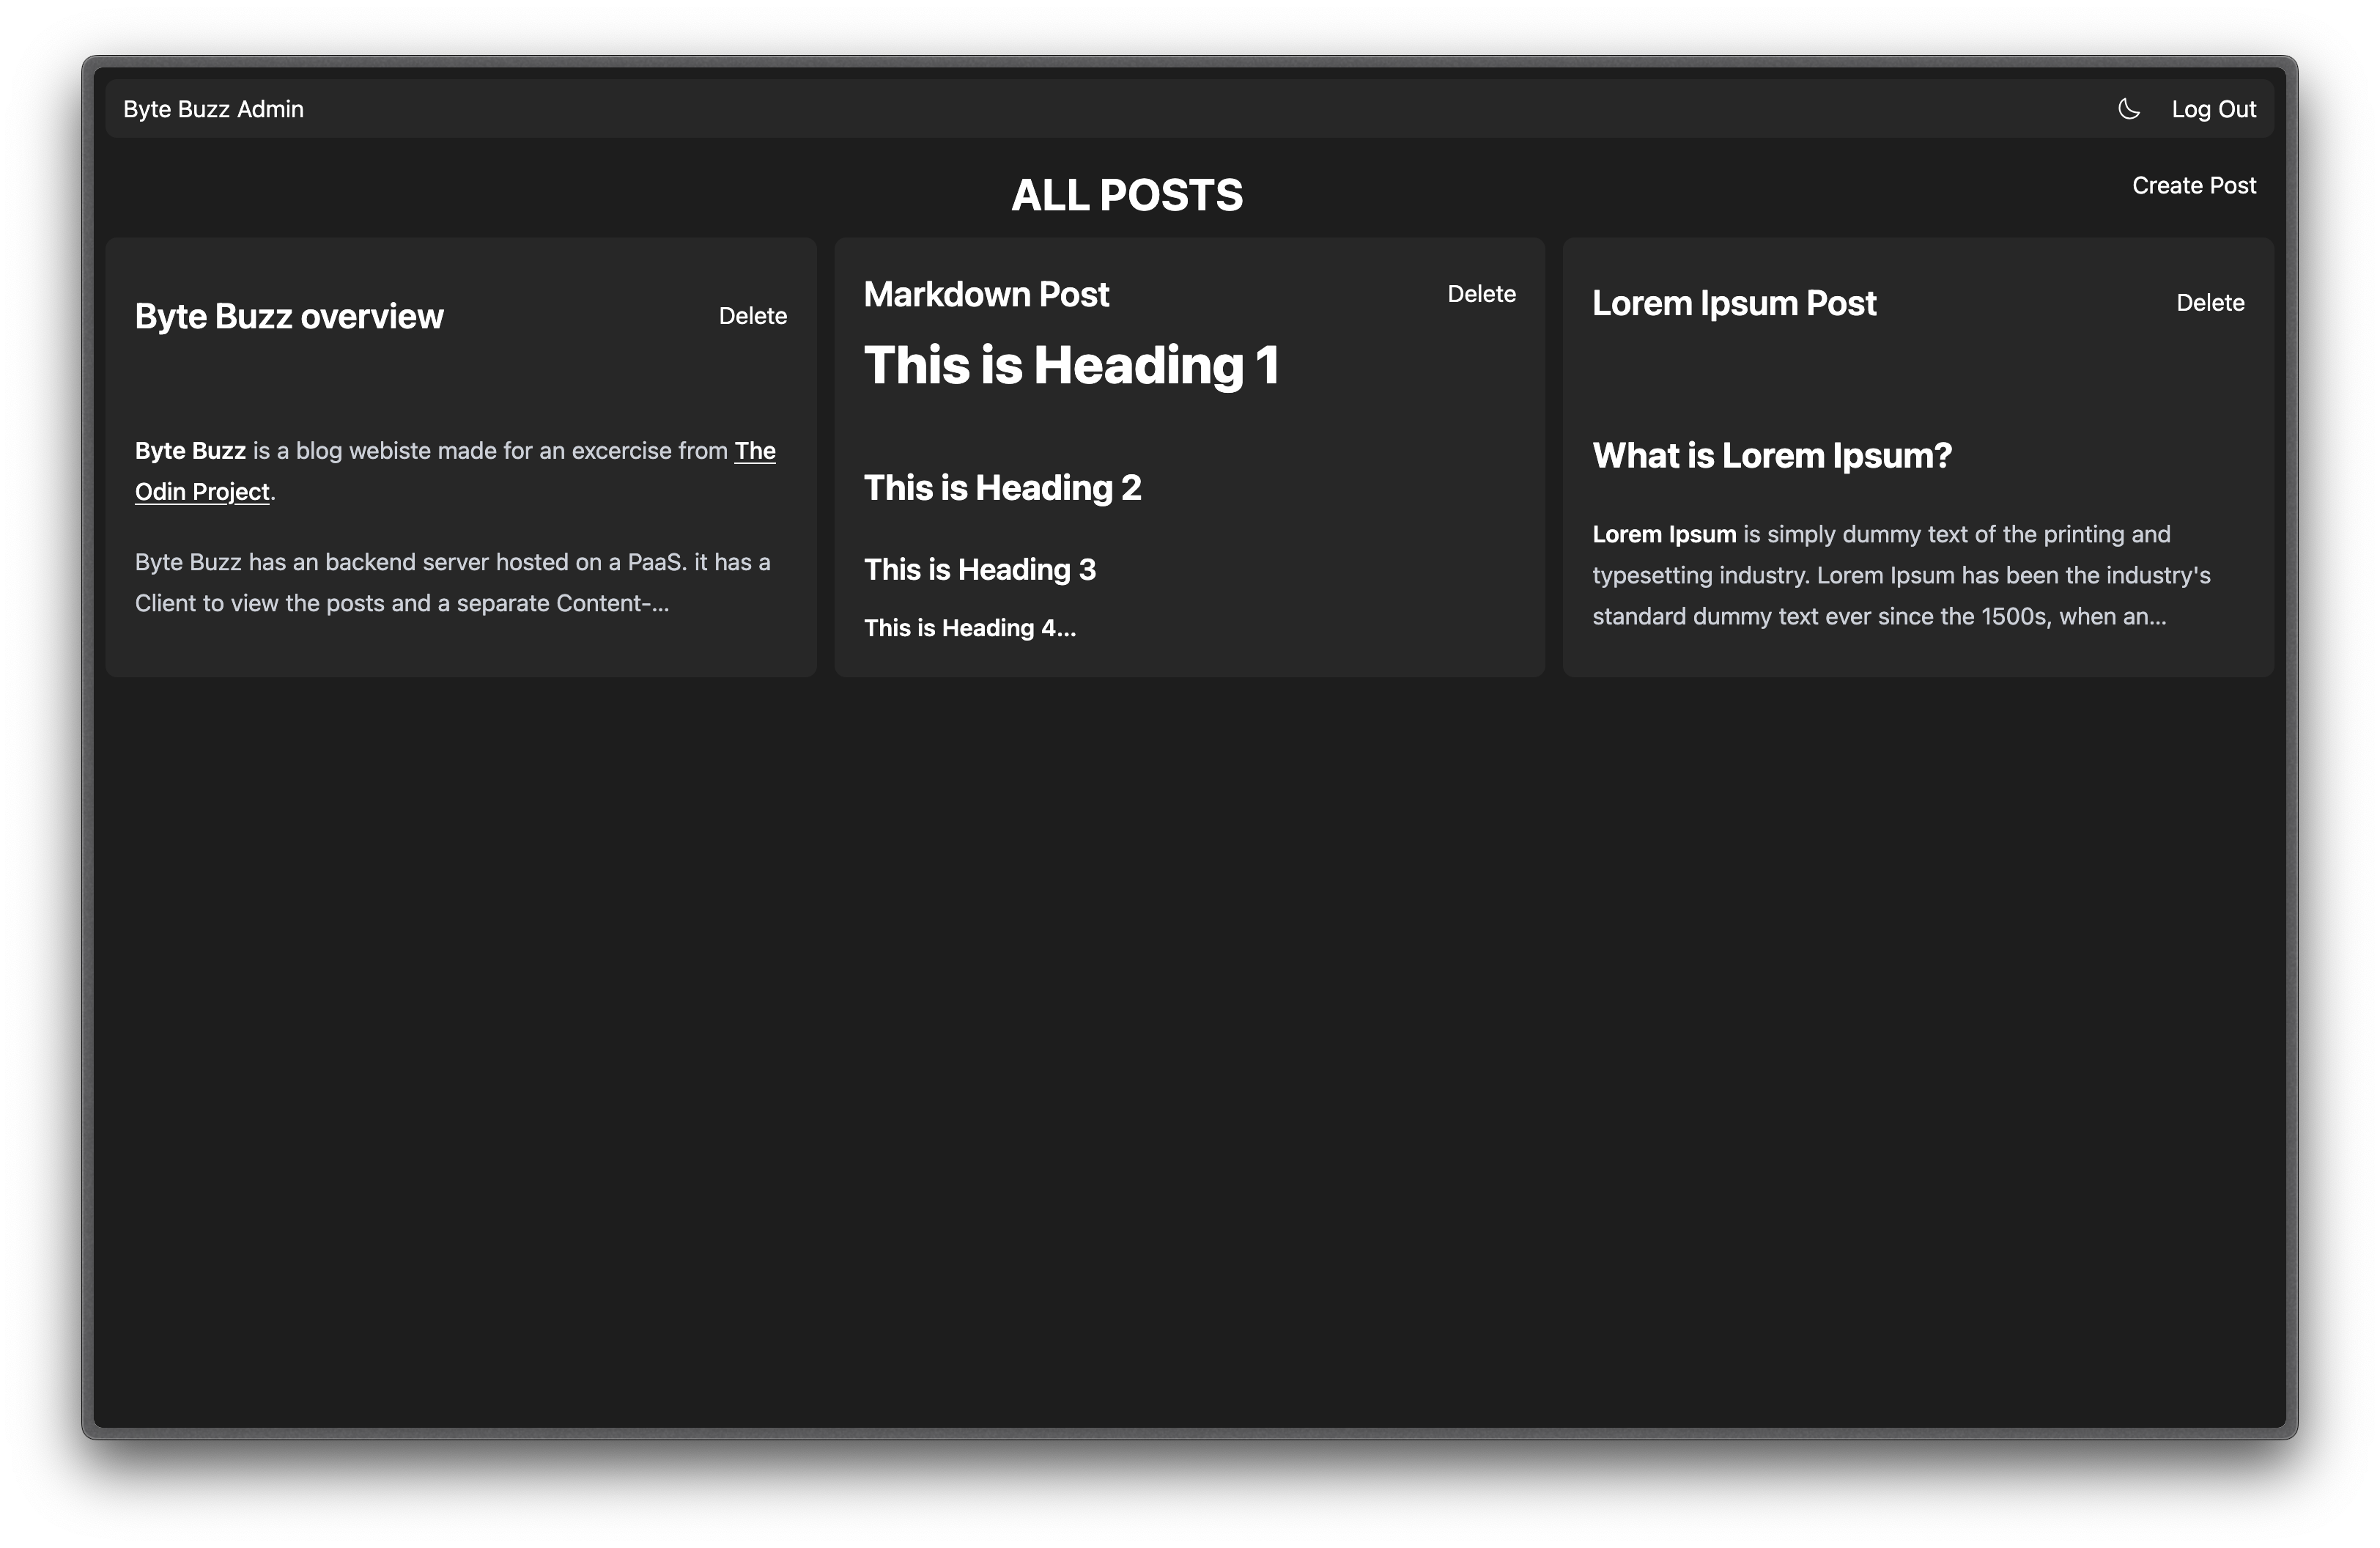 Byte Buzz Admin
Log Out
ALL POSTS
Create Post
Byte Buzz overview
Delete
Byte Buzz is a blog webiste made for an excercise from The
Odin Project.
Byte Buzz has an backend server hosted on a PaaS. it has a
Client to view the posts and a separate Content-...
Markdown Post
Delete
This is Heading 1
This is Heading 2
This is Heading 3
This is Heading 4...
Lorem Ipsum Post
Delete
What is Lorem Ipsum?
Lorem Ipsum is simply dummy text of the printing and
typesetting industry. Lorem Ipsum has been the industry's
standard dummy text ever since the 1500s, when an...